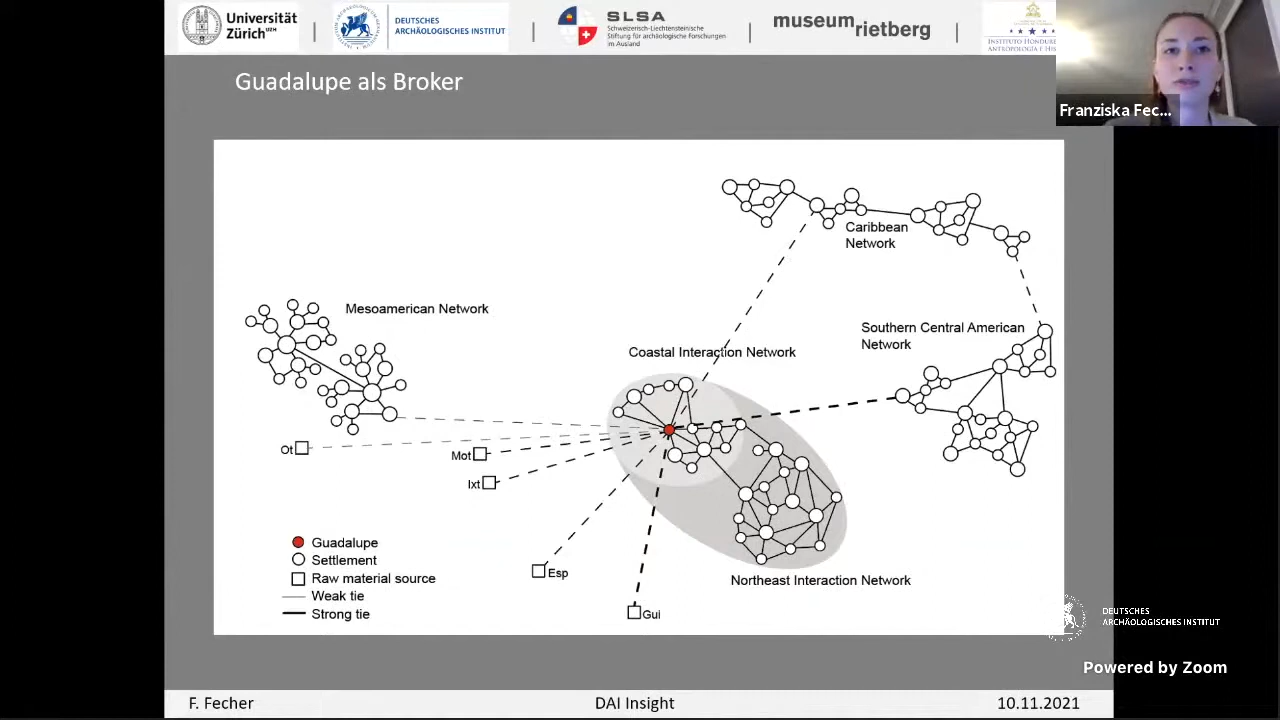 Universität
Zürich UZH
DEUTSCHES
ARCHÄOLOGISCHES INSTITUT
SLSA
Schweizerisch-Liechtensteinische
Stiftung für archäologische Forschungen
im Ausland
museum
rietberg
Guadalupe als Broker
Franziska Fec...
Caribbean
Network
Mesoamerican Network
Southern Central American
Network
Coastal Interaction Network
Ot
Mot
Ixt
Esp
Gui
Northeast Interaction Network
Guadalupe
Settlement
Raw material source
Weak tie
Strong tie
DEUTSCHES
ARCHÄOLOGISCHES INSTITUT
Powered by Zoom
F. Fecher
DAI Insight
10.11.2021